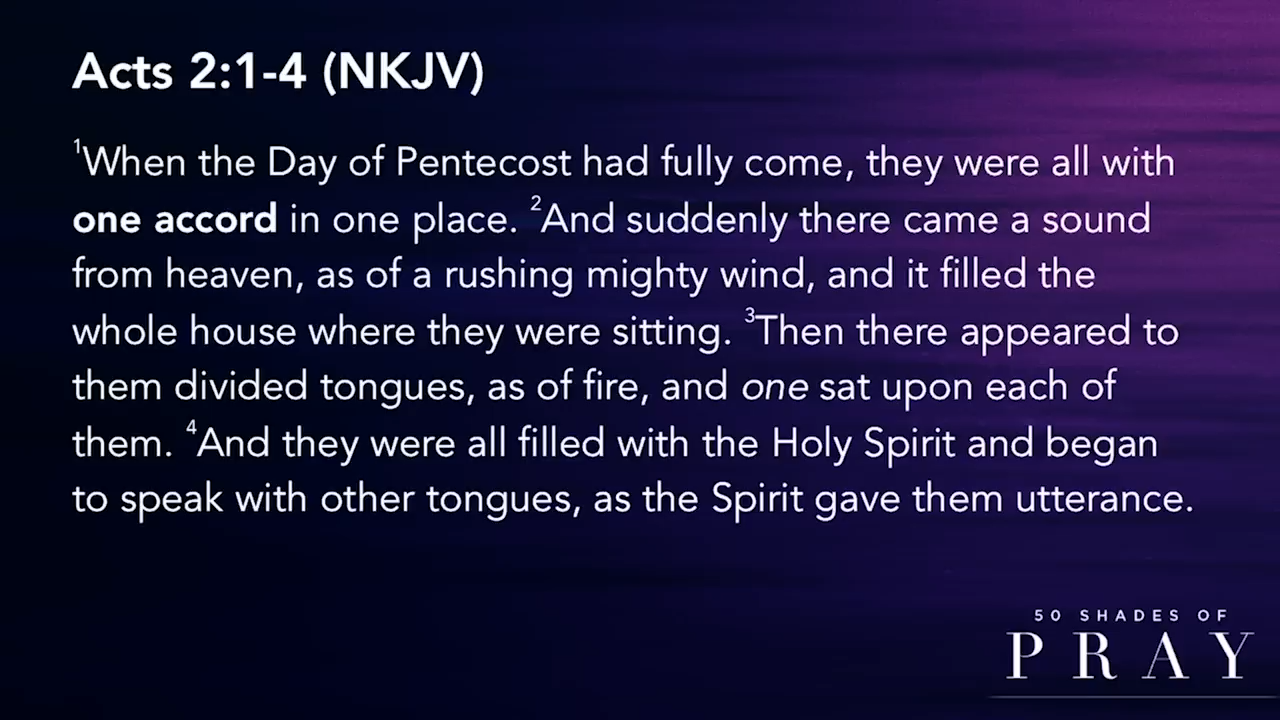 Acts 2:1-4 (NKJV)
¹When the Day of Pentecost had fully come, they were all with
one accord in one place. ²And suddenly there came a sound
from heaven, as of a rushing mighty wind, and it filled the
whole house where they were sitting. ³Then there appeared to
them divided tongues, as of fire, and one sat upon each of
them. ⁴And they were all filled with the Holy Spirit and began
to speak with other tongues, as the Spirit gave them utterance.
50 SHADES OF
PRAY